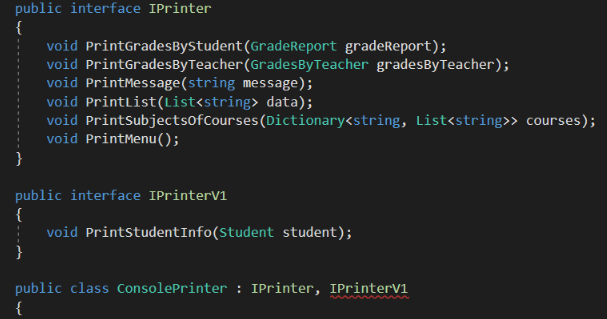 public interface IPrinter
{
void PrintGradesByStudent(GradeReport gradeReport);
void PrintGradesByTeacher(GradesByTeacher gradesByTeacher);
void PrintMessage(string message);
void PrintList(List<string> data);
void PrintSubjectsOfCourses(Dictionary<string, List<string>> courses);
void PrintMenu();
}
public interface IPrinterV1
{
void PrintStudentInfo(Student student);
}
public class ConsolePrinter : IPrinter, IPrinterV1
{